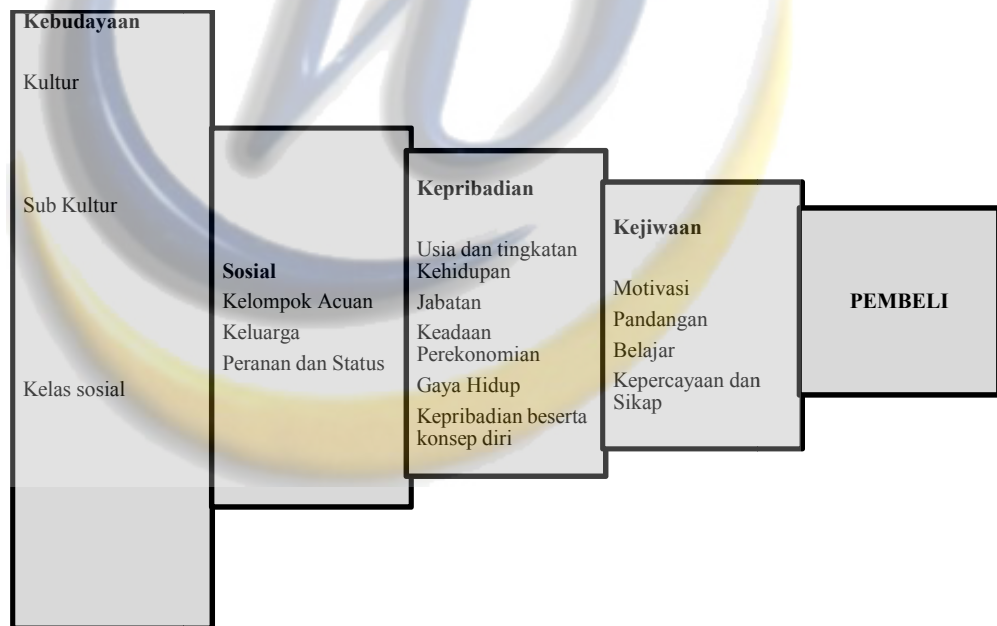 Kebudayaan
Kultur
Sub Kultur
Kelas sosial
Sosial
Kelompok Acuan
Keluarga
Peranan dan Status
Kepribadian
Usia dan tingkatan
Kehidupan
Jabatan
Keadaan
Perekonomian
Gaya Hidup
Kepribadian beserta
konsep diri
Kejiwaan
Motivasi
Pandangan
Belajar
Kepercayaan dan
Sikap
PEMBELI